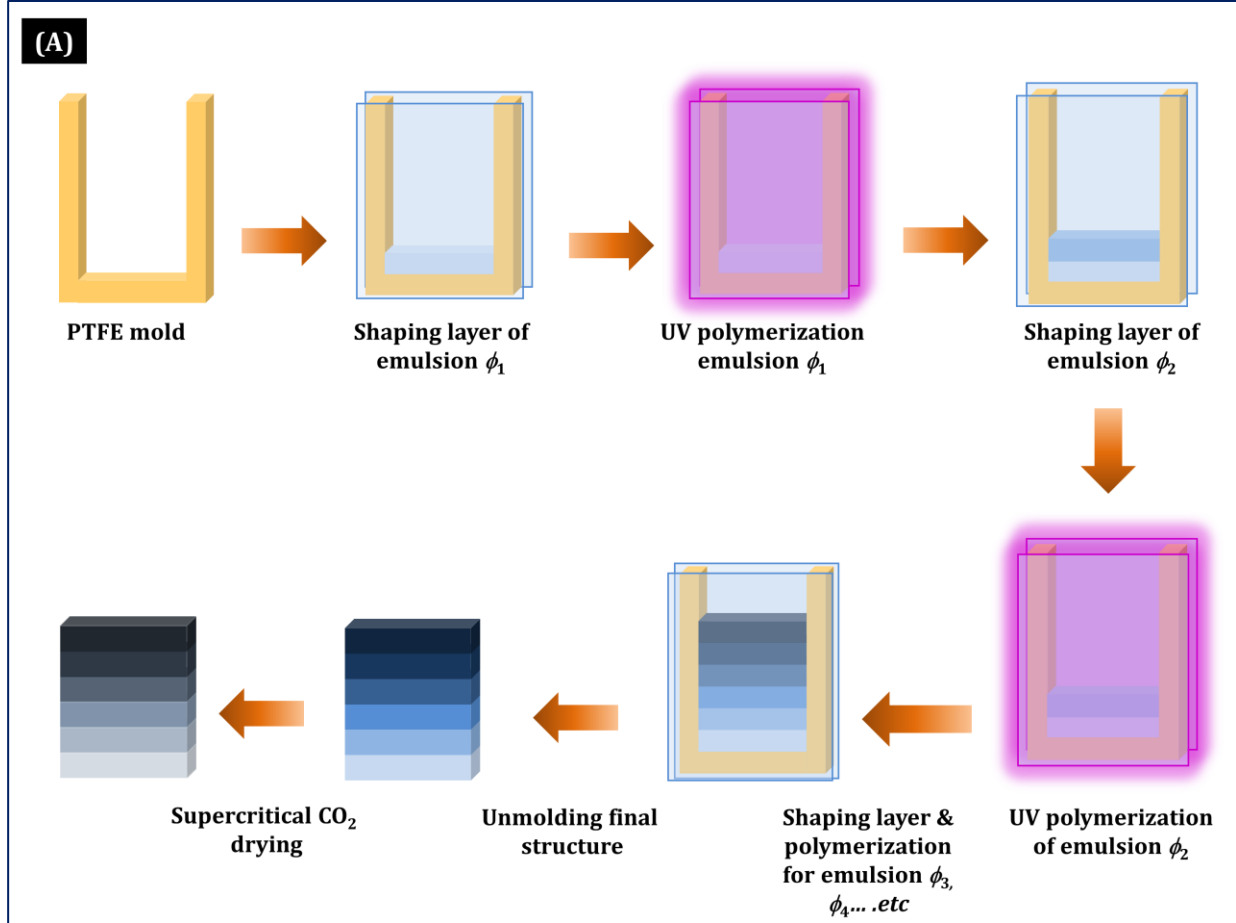 (A)
PTFE mold
Shaping layer of
emulsion ϕ₁
UV polymerization
emulsion ϕ₁
Shaping layer of
emulsion ϕ₂
UV polymerization
of emulsion ϕ₂
Shaping layer &
polymerization
for emulsion ϕ₃,
ϕ₄... .etc
Unmolding final
structure
Supercritical CO₂
drying